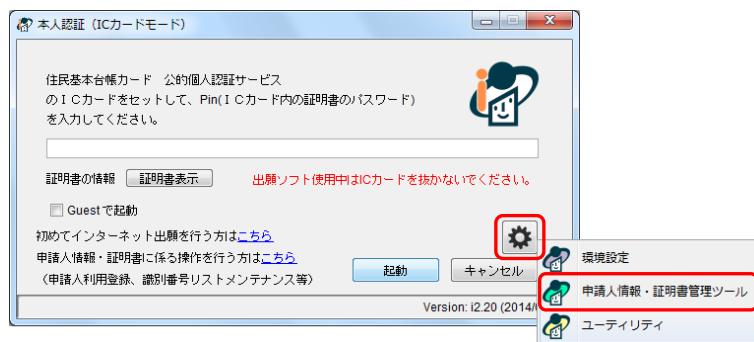 本人認証（ICカードモード）
住民基本台帳カード　公的個人認証サービス
のＩＣカードをセットして、Pin(ＩＣカード内の証明書のパスワード)
を入力してください。
証明書の情報　証明書表示　出願ソフト使用中はICカードを抜かないでください。
Guestで起動
初めてインターネット出願を行う方はこちら
申請人情報・証明書に係る操作を行う方はこちら
（申請人利用登録、識別番号リストメンテナンス等）
起動　キャンセル
Version: i2.20 (2014/
環境設定
申請人情報・証明書管理ツール
ユーティリティ